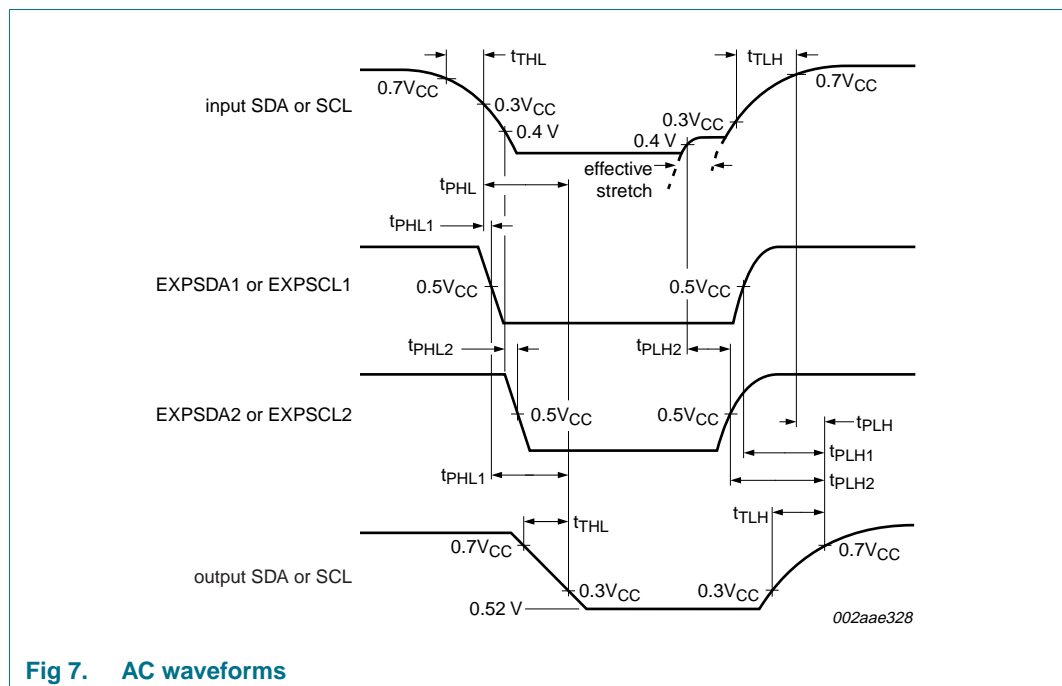 tTHL
tTLH
0.7VCC
0.7VCC
input SDA or SCL
0.3VCC
0.3VCC
0.4 V
0.4 V
effective
stretch
tPHL
tPHL1
EXPSDA1 or EXPSCL1
0.5VCC
0.5VCC
tPHL2
tPLH2
EXPSDA2 or EXPSCL2
0.5VCC
0.5VCC
tPLH
tPLH1
tPHL1
tPLH2
tTHL
tTLH
0.7VCC
0.7VCC
output SDA or SCL
0.3VCC
0.3VCC
0.52 V
002aae328
Fig 7. AC waveforms